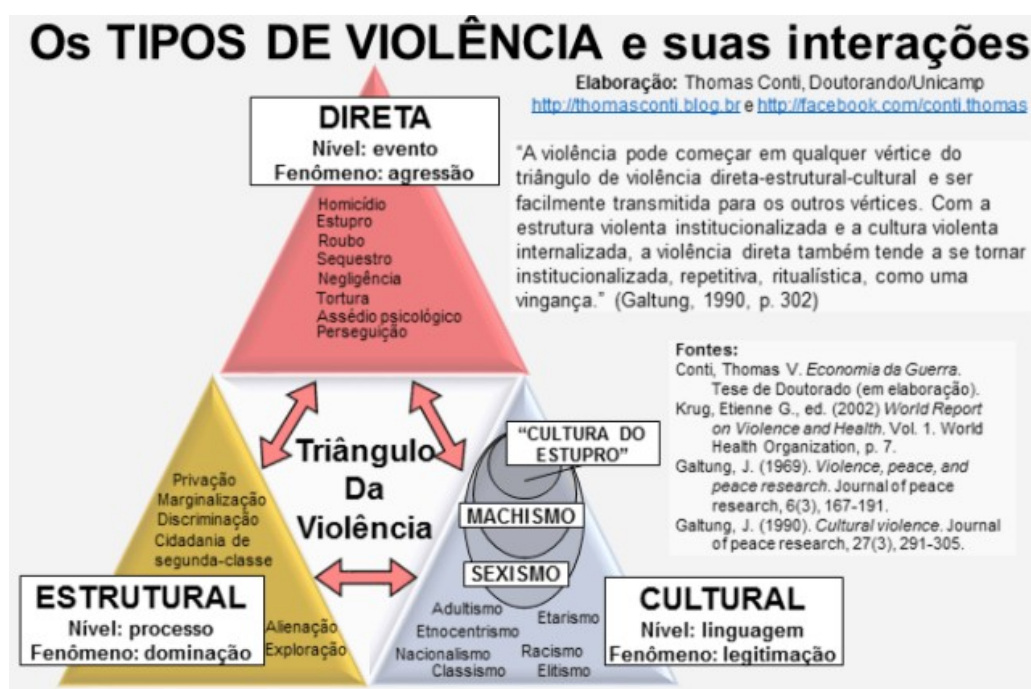 Os TIPOS DE VIOLÊNCIA e suas interações
Elaboração: Thomas Conti, Doutorando/Unicamp
http://thomasconti.blog.br e http://facebook.com/conti.thomas
DIRETA
Nível: evento
Fenômeno: agressão
Homicídio
Estupro
Roubo
Sequestro
Negligência
Tortura
Assédio psicológico
Perseguição
“A violência pode começar em qualquer vértice do
triângulo de violência direta-estrutural-cultural e ser
facilmente transmitida para os outros vértices. Com a
estrutura violenta institucionalizada e a cultura violenta
internalizada, a violência direta também tende a se tornar
institucionalizada, repetitiva, ritualística, como uma
vingança.” (Galtung, 1990, p. 302)
Fontes:
Conti, Thomas V. Economia da Guerra.
Tese de Doutorado (em elaboração).
Krug, Etienne G., ed. (2002) World Report
on Violence and Health. Vol. 1. World
Health Organization, p. 7.
Galtung, J. (1969). Violence, peace, and
peace research. Journal of peace
research, 6(3), 167-191.
Galtung, J. (1990). Cultural violence. Journal
of peace research, 27(3), 291-305.
Triângulo
Da
Violência
“CULTURA DO
ESTUPRO”
MACHISMO
SEXISMO
Privação
Marginalização
Discriminação
Cidadania de
segunda-classe
ESTRUTURAL
Nível: processo
Fenômeno: dominação
Alienação
Exploração
Adultismo
Etarismo
Etnocentrismo
Nacionalismo
Racismo
Classismo
Elitismo
CULTURAL
Nível: linguagem
Fenômeno: legitimação